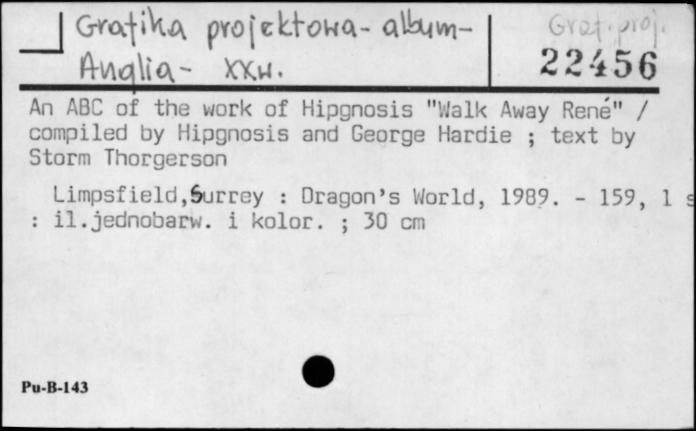 Grafika projektowa - album -
Graf. proj.
Anglia - XXw.
22456
An ABC of the work of Hipgnosis "Walk Away René" /
compiled by Hipgnosis and George Hardie ; text by
Storm Thorgerson
Limpsfield,Surrey : Dragon's World, 1989. - 159, 1 s
: il.jednobarw. i kolor. ; 30 cm
Pu-B-143